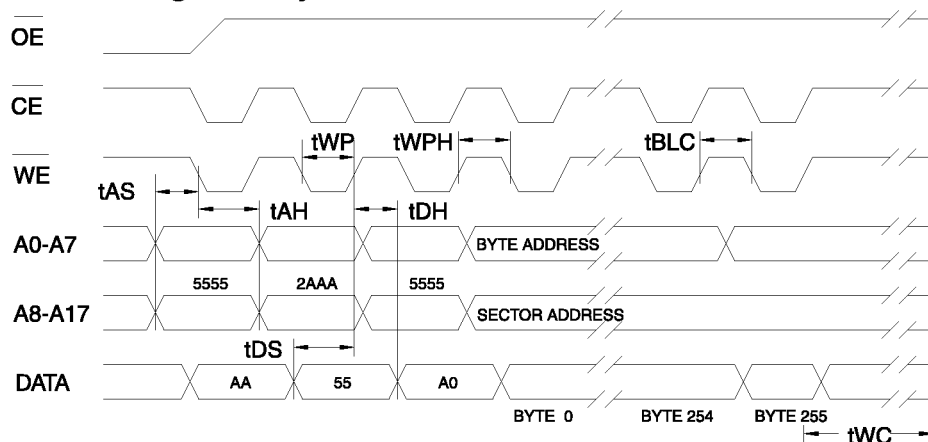 OE
CE
tWP tWPH tBLC
WE
tAS
tAH tDH
A0-A7 BYTE ADDRESS
5555 2AAA 5555
A8-A17 SECTOR ADDRESS
tDS
DATA AA 55 A0
BYTE 0 BYTE 254 BYTE 255
tWC